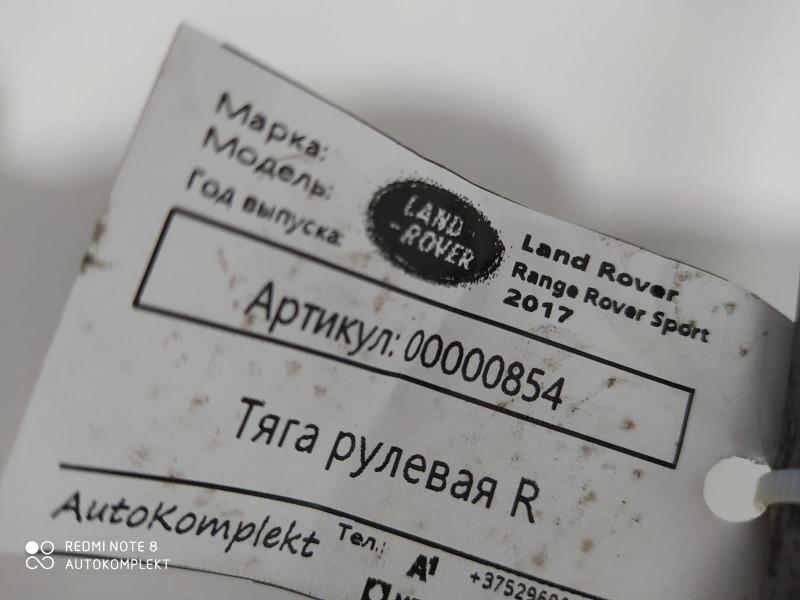 Марка:
Модель:
Год выпуска:
LAND
-ROVER
Land Rover
Range Rover Sport
2017
Артикул: 00000854
Тяга рулевая R
AutoKomplekt
Тел.:
A1
REDMI NOTE 8
AUTOKOMPLEKT